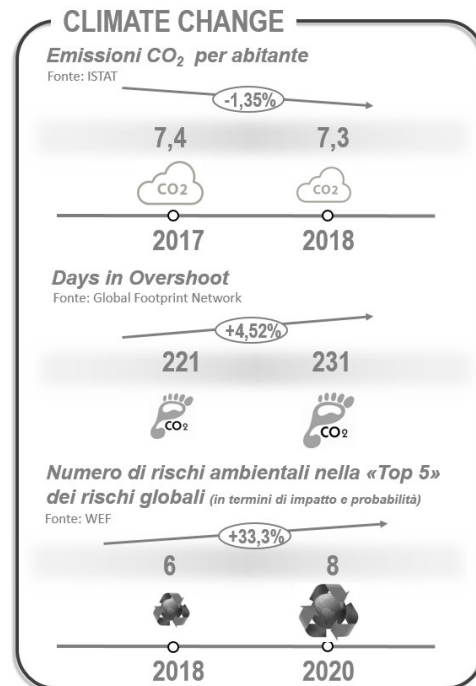 CLIMATE CHANGE
Emissioni CO₂ per abitante
Fonte: ISTAT
-1,35%
7,4 7,3
CO2 CO2
2017 2018
Days in Overshoot
Fonte: Global Footprint Network
+4,52%
221 231
CO2 CO2
Numero di rischi ambientali nella «Top 5»
dei rischi globali (in termini di impatto e probabilità)
Fonte: WEF
+33,3%
6 8
2018 2020